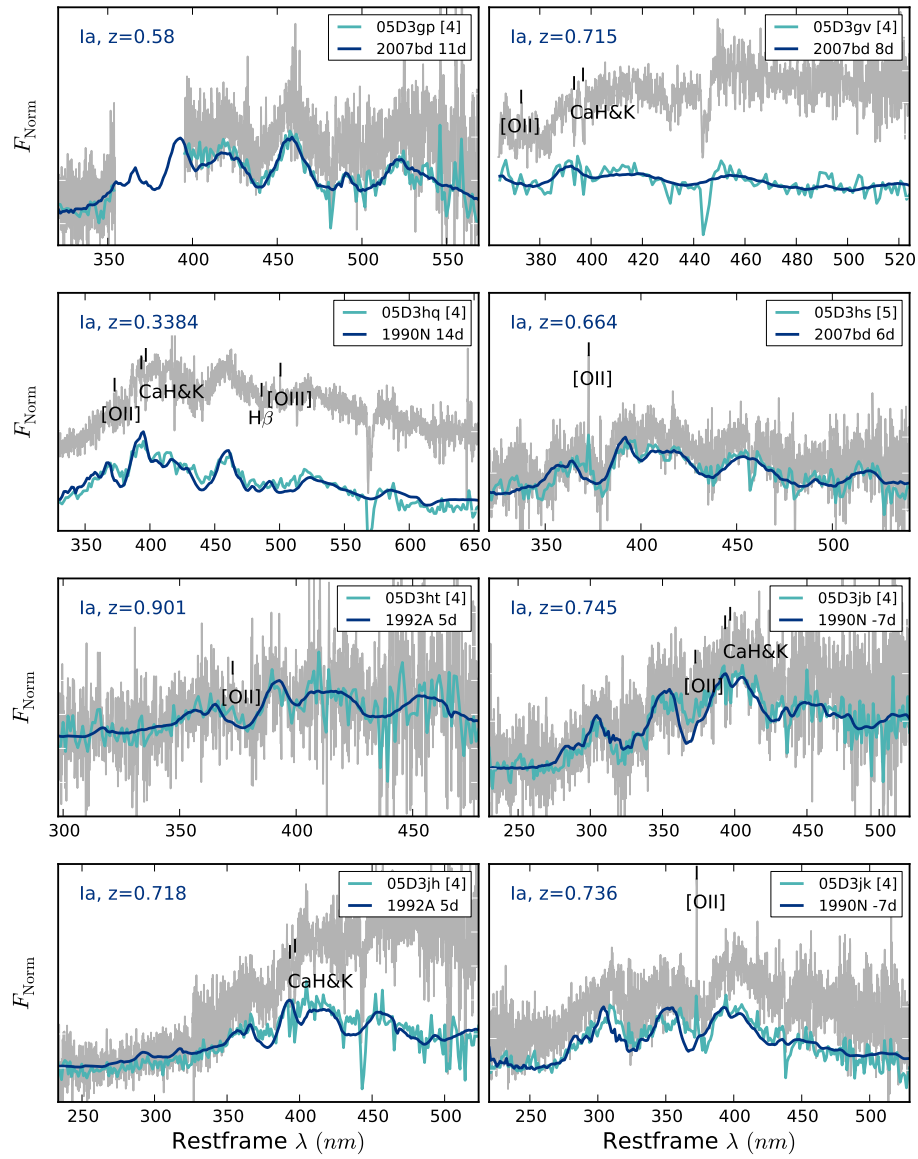 Ia, z=0.58
05D3gp [4]
2007bd 11d
F_Norm
350 400 450 500 550
Ia, z=0.715
05D3gv [4]
2007bd 8d
[OII]
CaH&K
380 400 420 440 460 480 500 520
Ia, z=0.3384
05D3hq [4]
1990N 14d
F_Norm
[OII]
CaH&K
Hβ
[OIII]
350 400 450 500 550 600 650
Ia, z=0.664
05D3hs [5]
2007bd 6d
[OII]
350 400 450 500
Ia, z=0.901
05D3ht [4]
1992A 5d
F_Norm
[OII]
300 350 400 450
Ia, z=0.745
05D3jb [4]
1990N -7d
[OII]
CaH&K
250 300 350 400 450 500
Ia, z=0.718
05D3jh [4]
1992A 5d
F_Norm
CaH&K
250 300 350 400 450 500
Restframe λ (nm)
Ia, z=0.736
05D3jk [4]
1990N -7d
[OII]
250 300 350 400 450 500
Restframe λ (nm)